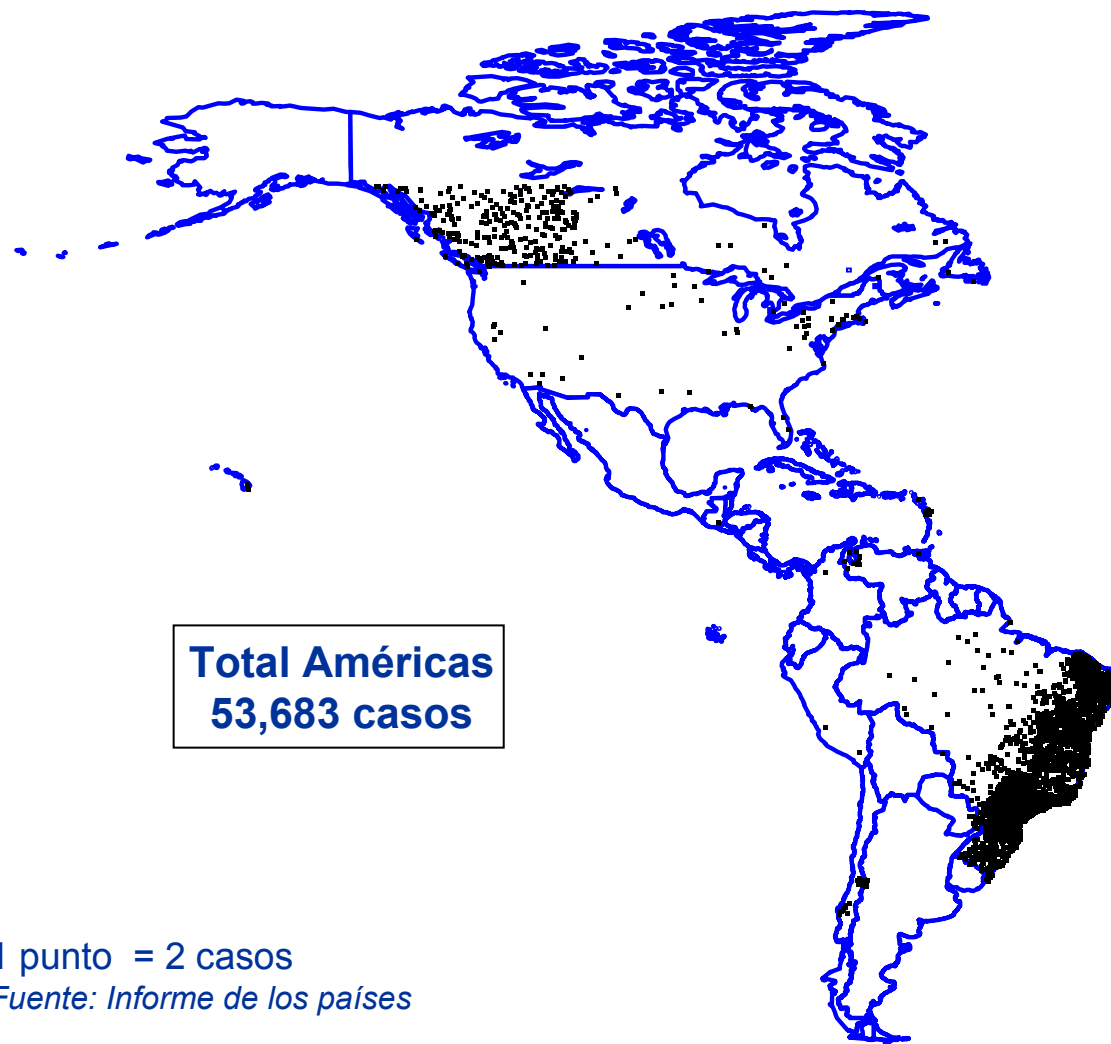 Total Américas
53,683 casos
1 punto = 2 casos
Fuente: Informe de los países